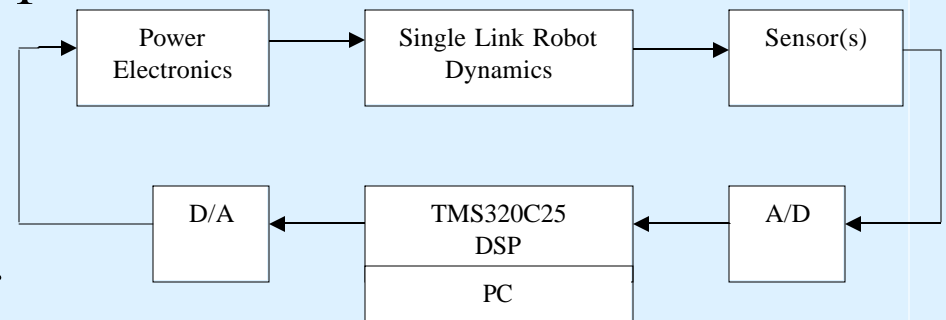 Power
Electronics
Single Link Robot
Dynamics
Sensor(s)
D/A
TMS320C25
DSP
A/D
PC